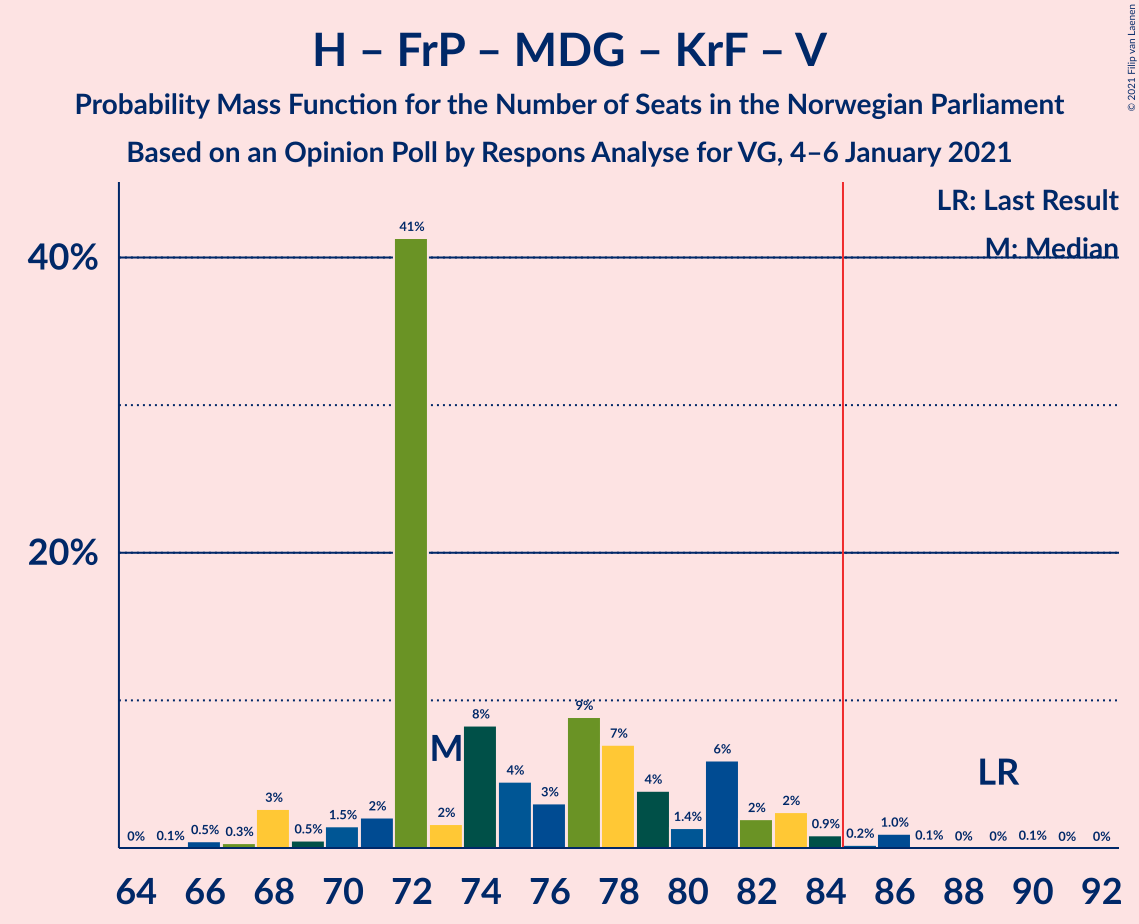 H – FrP – MDG – KrF – V
Probability Mass Function for the Number of Seats in the Norwegian Parliament
Based on an Opinion Poll by Respons Analyse for VG, 4–6 January 2021
© 2021 Filip van Laenen
LR: Last Result
M: Median
40%
20%
0% 0.1% 0.5% 0.3% 3% 0.5% 1.5% 2% 41% 2% 8% 4% 3% 9% 7% 4% 1.4% 6% 2% 2% 0.9% 0.2% 1.0% 0.1% 0% 0% 0.1% 0% 0%
M
LR
64 66 68 70 72 74 76 78 80 82 84 86 88 90 92